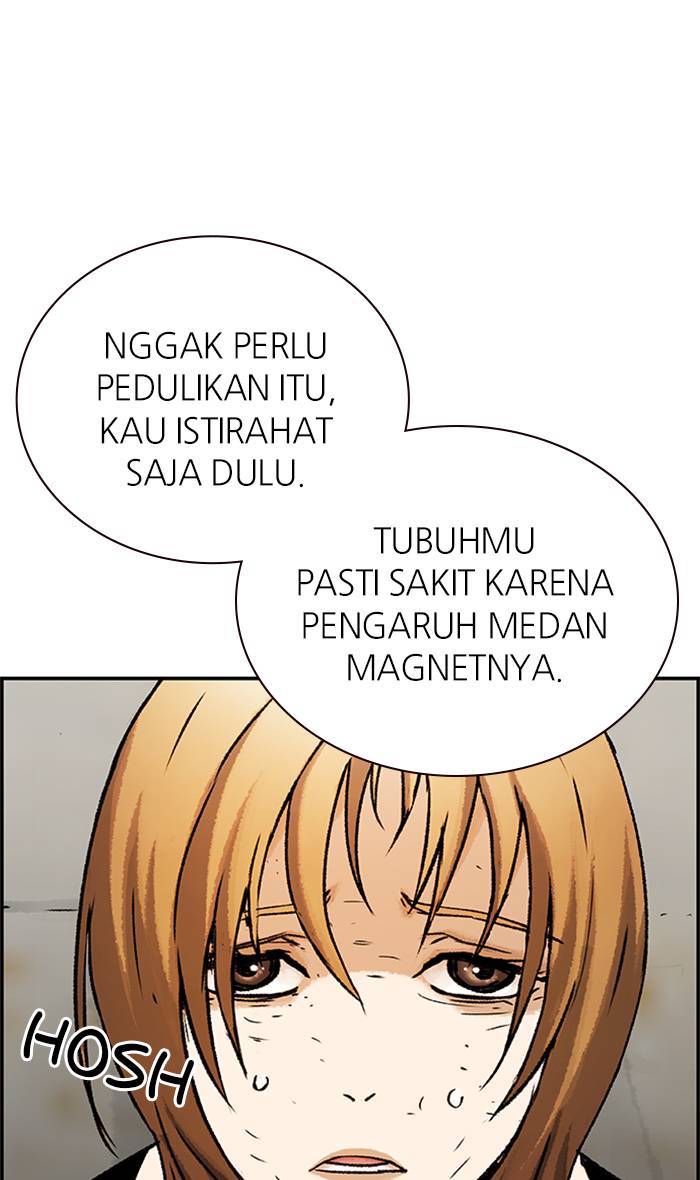 NGGAK PERLU
PEDULIKAN ITU,
KAU ISTIRAHAT
SAJA DULU.
TUBUHMU
PASTI SAKIT KARENA
PENGARUH MEDAN
MAGNETNYA.
HOSH